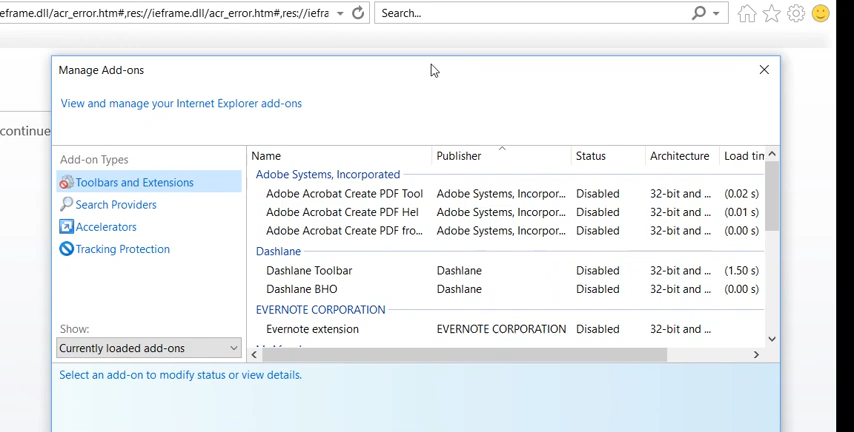 eframe.dll/acr_error.htm#,res://ieframe.dll/acr_error.htm#,res://iefra
Search...
Manage Add-ons
View and manage your Internet Explorer add-ons
continue
Add-on Types
Toolbars and Extensions
Search Providers
Accelerators
Tracking Protection
Show:
Currently loaded add-ons
Name Publisher Status Architecture Load tim
Adobe Systems, Incorporated
Adobe Acrobat Create PDF Tool Adobe Systems, Incorpor... Disabled 32-bit and ... (0.02 s)
Adobe Acrobat Create PDF Hel Adobe Systems, Incorpor... Disabled 32-bit and ... (0.01 s)
Adobe Acrobat Create PDF fro... Adobe Systems, Incorpor... Disabled 32-bit and ... (0.00 s)
Dashlane
Dashlane Toolbar Dashlane Disabled 32-bit and ... (1.50 s)
Dashlane BHO Dashlane Disabled 32-bit and ... (0.00 s)
EVERNOTE CORPORATION
Evernote extension EVERNOTE CORPORATION Disabled 32-bit and ...
Select an add-on to modify status or view details.